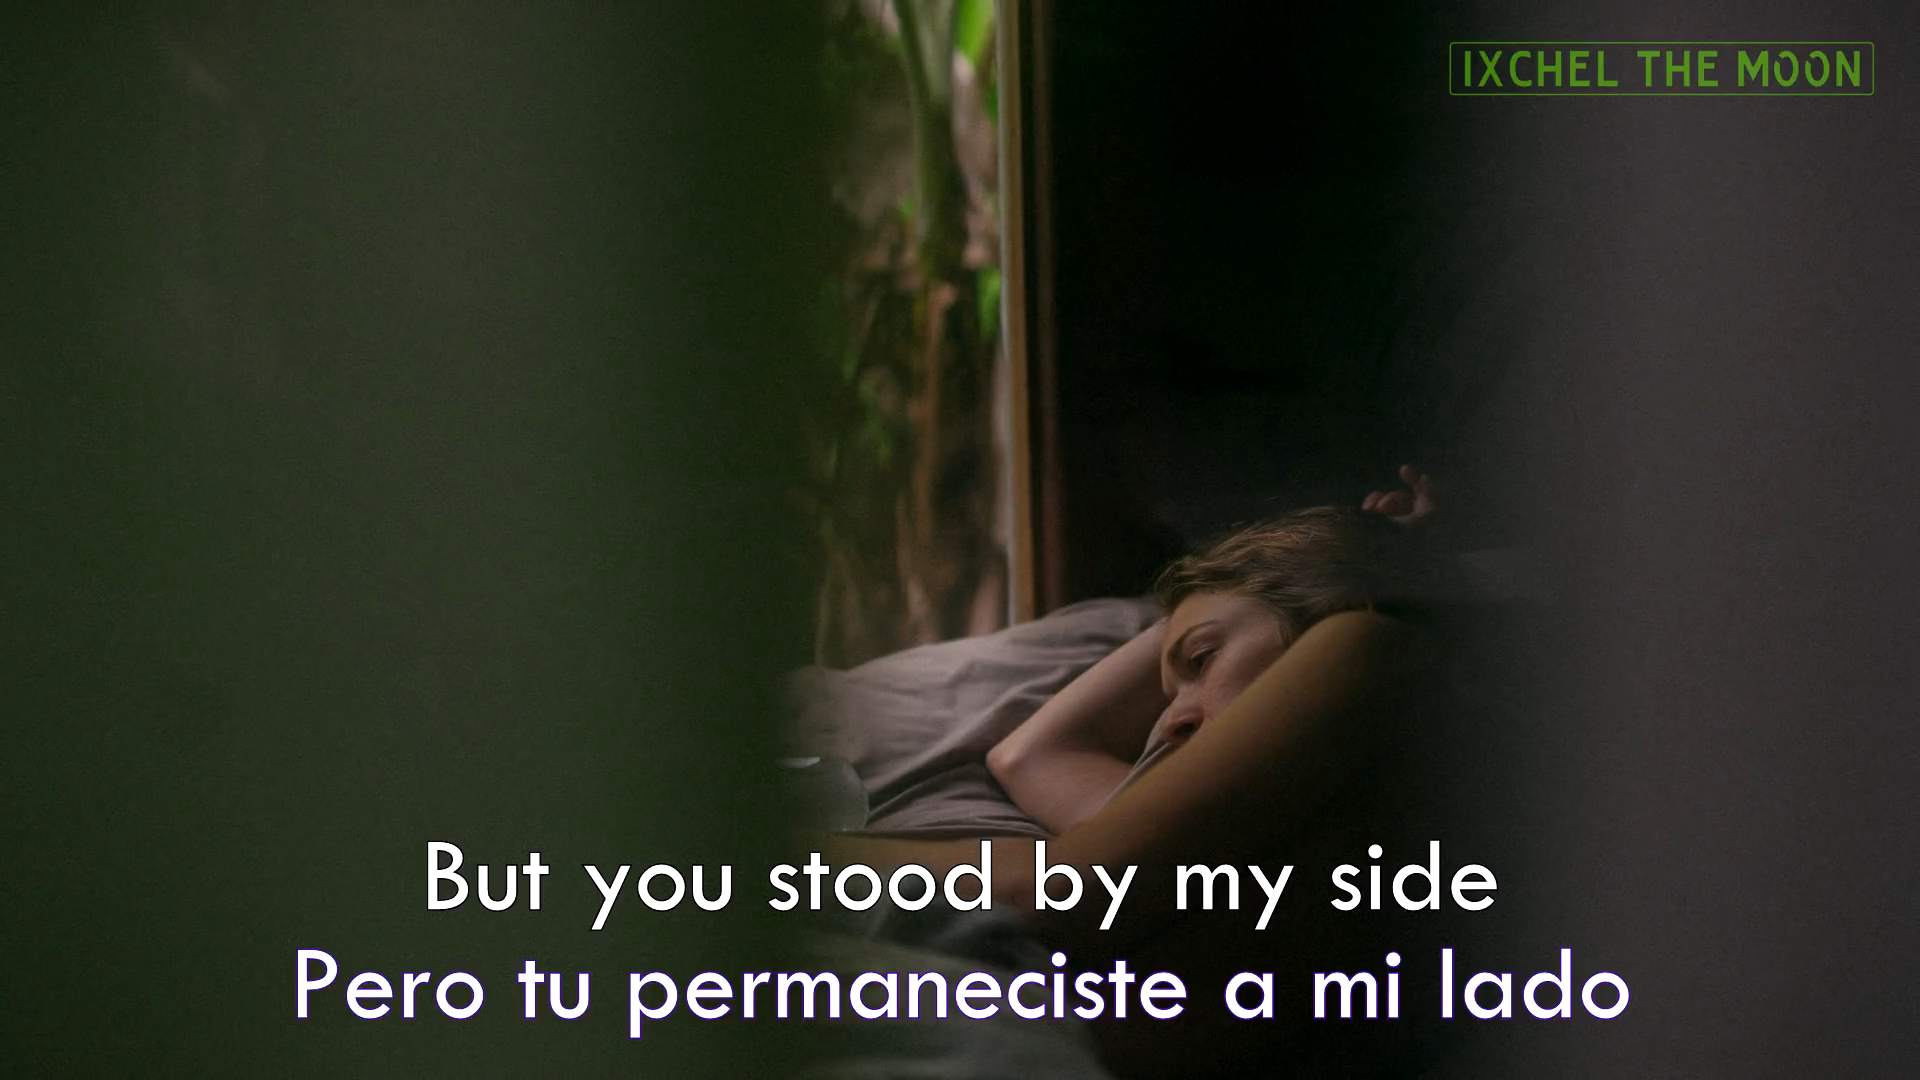 IXCHEL THE MOON
But you stood by my side
Pero tu permaneciste a mi lado